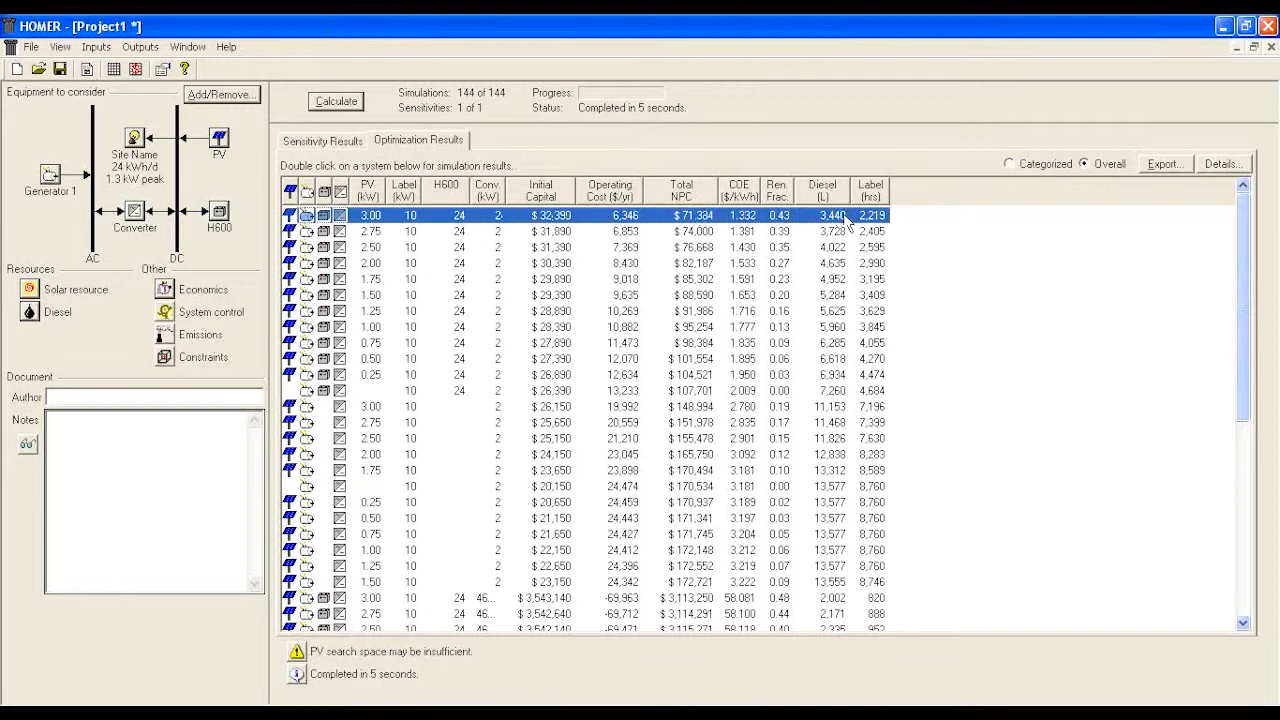 HOMER - [Project1 *]
File View Inputs Outputs Window Help
Equipment to consider
Add/Remove...
Calculate
Simulations: 144 of 144
Sensitivities: 1 of 1
Progress:
Status: Completed in 5 seconds.
Generator 1
Site Name
24 kWh/d
1.3 kW peak
PV
Converter
H600
AC DC
Resources Other
Solar resource Economics
Diesel System control
Emissions
Constraints
Document
Author
Notes
Sensitivity Results Optimization Results
Double click on a system below for simulation results.
Categorized Overall Export... Details...
PV (kW) Label (kW) H600 Conv. (kW) Initial Capital Operating Cost ($/yr) Total NPC COE ($/kWh) Ren. Frac. Diesel (L) Label (hrs)
3.00 10 24 2 $ 32,390 6,346 $ 71,384 1.332 0.43 3,440 2,219
2.75 10 24 2 $ 31,890 6,853 $ 74,000 1.381 0.39 3,728 2,405
2.50 10 24 2 $ 31,390 7,369 $ 76,668 1.430 0.35 4,022 2,595
2.00 10 24 2 $ 30,390 8,430 $ 82,187 1.533 0.27 4,635 2,990
1.75 10 24 2 $ 29,890 9,018 $ 85,302 1.591 0.23 4,952 3,195
1.50 10 24 2 $ 29,390 9,635 $ 88,590 1.653 0.20 5,284 3,409
1.25 10 24 2 $ 28,890 10,269 $ 91,986 1.716 0.16 5,625 3,629
1.00 10 24 2 $ 28,390 10,882 $ 95,254 1.777 0.13 5,960 3,845
0.75 10 24 2 $ 27,890 11,473 $ 98,384 1.835 0.09 6,285 4,055
0.50 10 24 2 $ 27,390 12,070 $ 101,554 1.895 0.06 6,618 4,270
0.25 10 24 2 $ 26,890 12,634 $ 104,521 1.950 0.03 6,934 4,474
10 24 2 $ 26,390 13,233 $ 107,701 2.009 0.00 7,260 4,684
3.00 10 2 $ 26,150 19,992 $ 148,994 2.780 0.19 11,153 7,196
2.75 10 2 $ 25,650 20,559 $ 151,978 2.835 0.17 11,468 7,399
2.50 10 2 $ 25,150 21,210 $ 155,478 2.901 0.15 11,826 7,630
2.00 10 2 $ 24,150 23,045 $ 165,750 3.092 0.12 12,838 8,283
1.75 10 2 $ 23,650 23,898 $ 170,494 3.181 0.10 13,312 8,589
10 2 $ 20,150 24,474 $ 170,534 3.181 0.00 13,577 8,760
0.25 10 2 $ 20,650 24,459 $ 170,937 3.189 0.02 13,577 8,760
0.50 10 2 $ 21,150 24,443 $ 171,341 3.197 0.03 13,577 8,760
0.75 10 2 $ 21,650 24,427 $ 171,745 3.204 0.05 13,577 8,760
1.00 10 2 $ 22,150 24,412 $ 172,148 3.212 0.06 13,577 8,760
1.25 10 2 $ 22,650 24,396 $ 172,552 3.219 0.07 13,577 8,760
1.50 10 2 $ 23,150 24,342 $ 172,721 3.222 0.09 13,555 8,746
3.00 10 24 46... $ 3,543,140 -69,963 $ 3,113,250 58.081 0.48 2,002 820
2.75 10 24 46... $ 3,542,640 -69,712 $ 3,114,291 58.100 0.44 2,171 888
2.50 10 24 46... $ 3,542,140 -69,471 $ 3,115,271 58.118 0.40 2,335 952
PV search space may be insufficient.
Completed in 5 seconds.